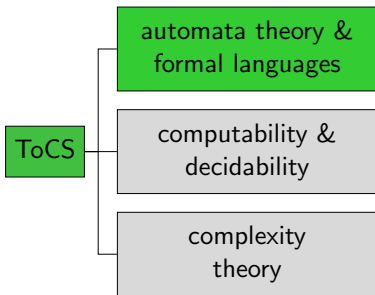 automata theory &
formal languages
ToCS
computability &
decidability
complexity
theory